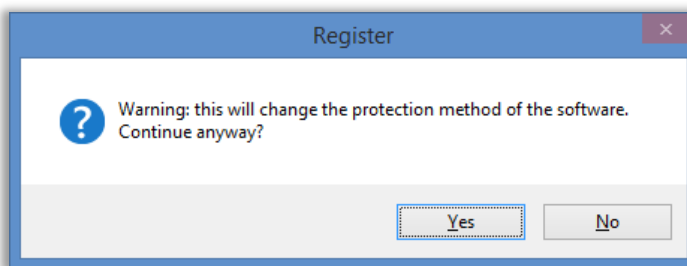 Register
Warning: this will change the protection method of the software.
Continue anyway?
Yes
No